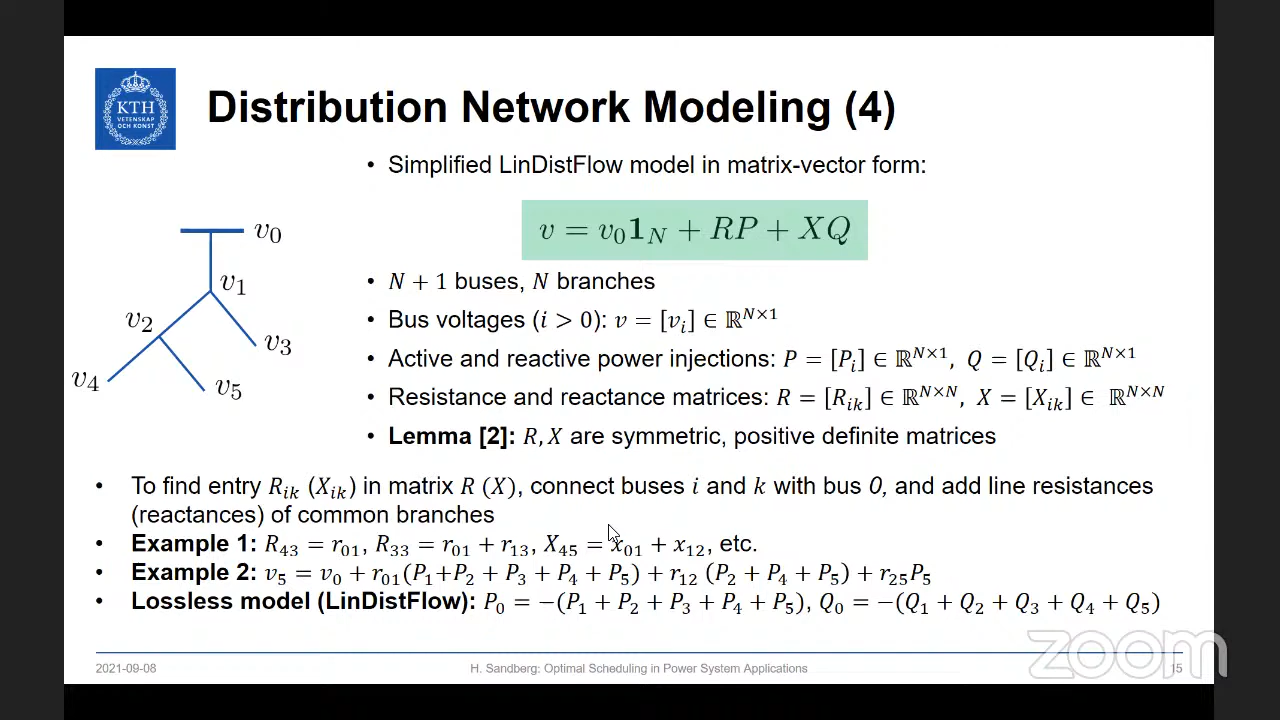 KTH
VETENSKAP
OCH KONST
Distribution Network Modeling (4)
• Simplified LinDistFlow model in matrix-vector form:
v = v₀𝟏_N + RP + XQ
v₀
v₁
v₂
v₃
v₄
v₅
• N + 1 buses, N branches
• Bus voltages (i > 0): v = [vᵢ] ∈ ℝ^{N×1}
• Active and reactive power injections: P = [Pᵢ] ∈ ℝ^{N×1}, Q = [Qᵢ] ∈ ℝ^{N×1}
• Resistance and reactance matrices: R = [R_{ik}] ∈ ℝ^{N×N}, X = [X_{ik}] ∈ ℝ^{N×N}
• Lemma [2]: R, X are symmetric, positive definite matrices
• To find entry R_{ik} (X_{ik}) in matrix R (X), connect buses i and k with bus 0, and add line resistances
(reactances) of common branches
• Example 1: R₄₃ = r₀₁, R₃₃ = r₀₁ + r₁₃, X₄₅ = x₀₁ + x₁₂, etc.
• Example 2: v₅ = v₀ + r₀₁(P₁+P₂ + P₃ + P₄ + P₅) + r₁₂ (P₂ + P₄ + P₅) + r₂₅P₅
• Lossless model (LinDistFlow): P₀ = −(P₁ + P₂ + P₃ + P₄ + P₅), Q₀ = −(Q₁ + Q₂ + Q₃ + Q₄ + Q₅)
2021-09-08
H. Sandberg: Optimal Scheduling in Power System Applications
15
zoom